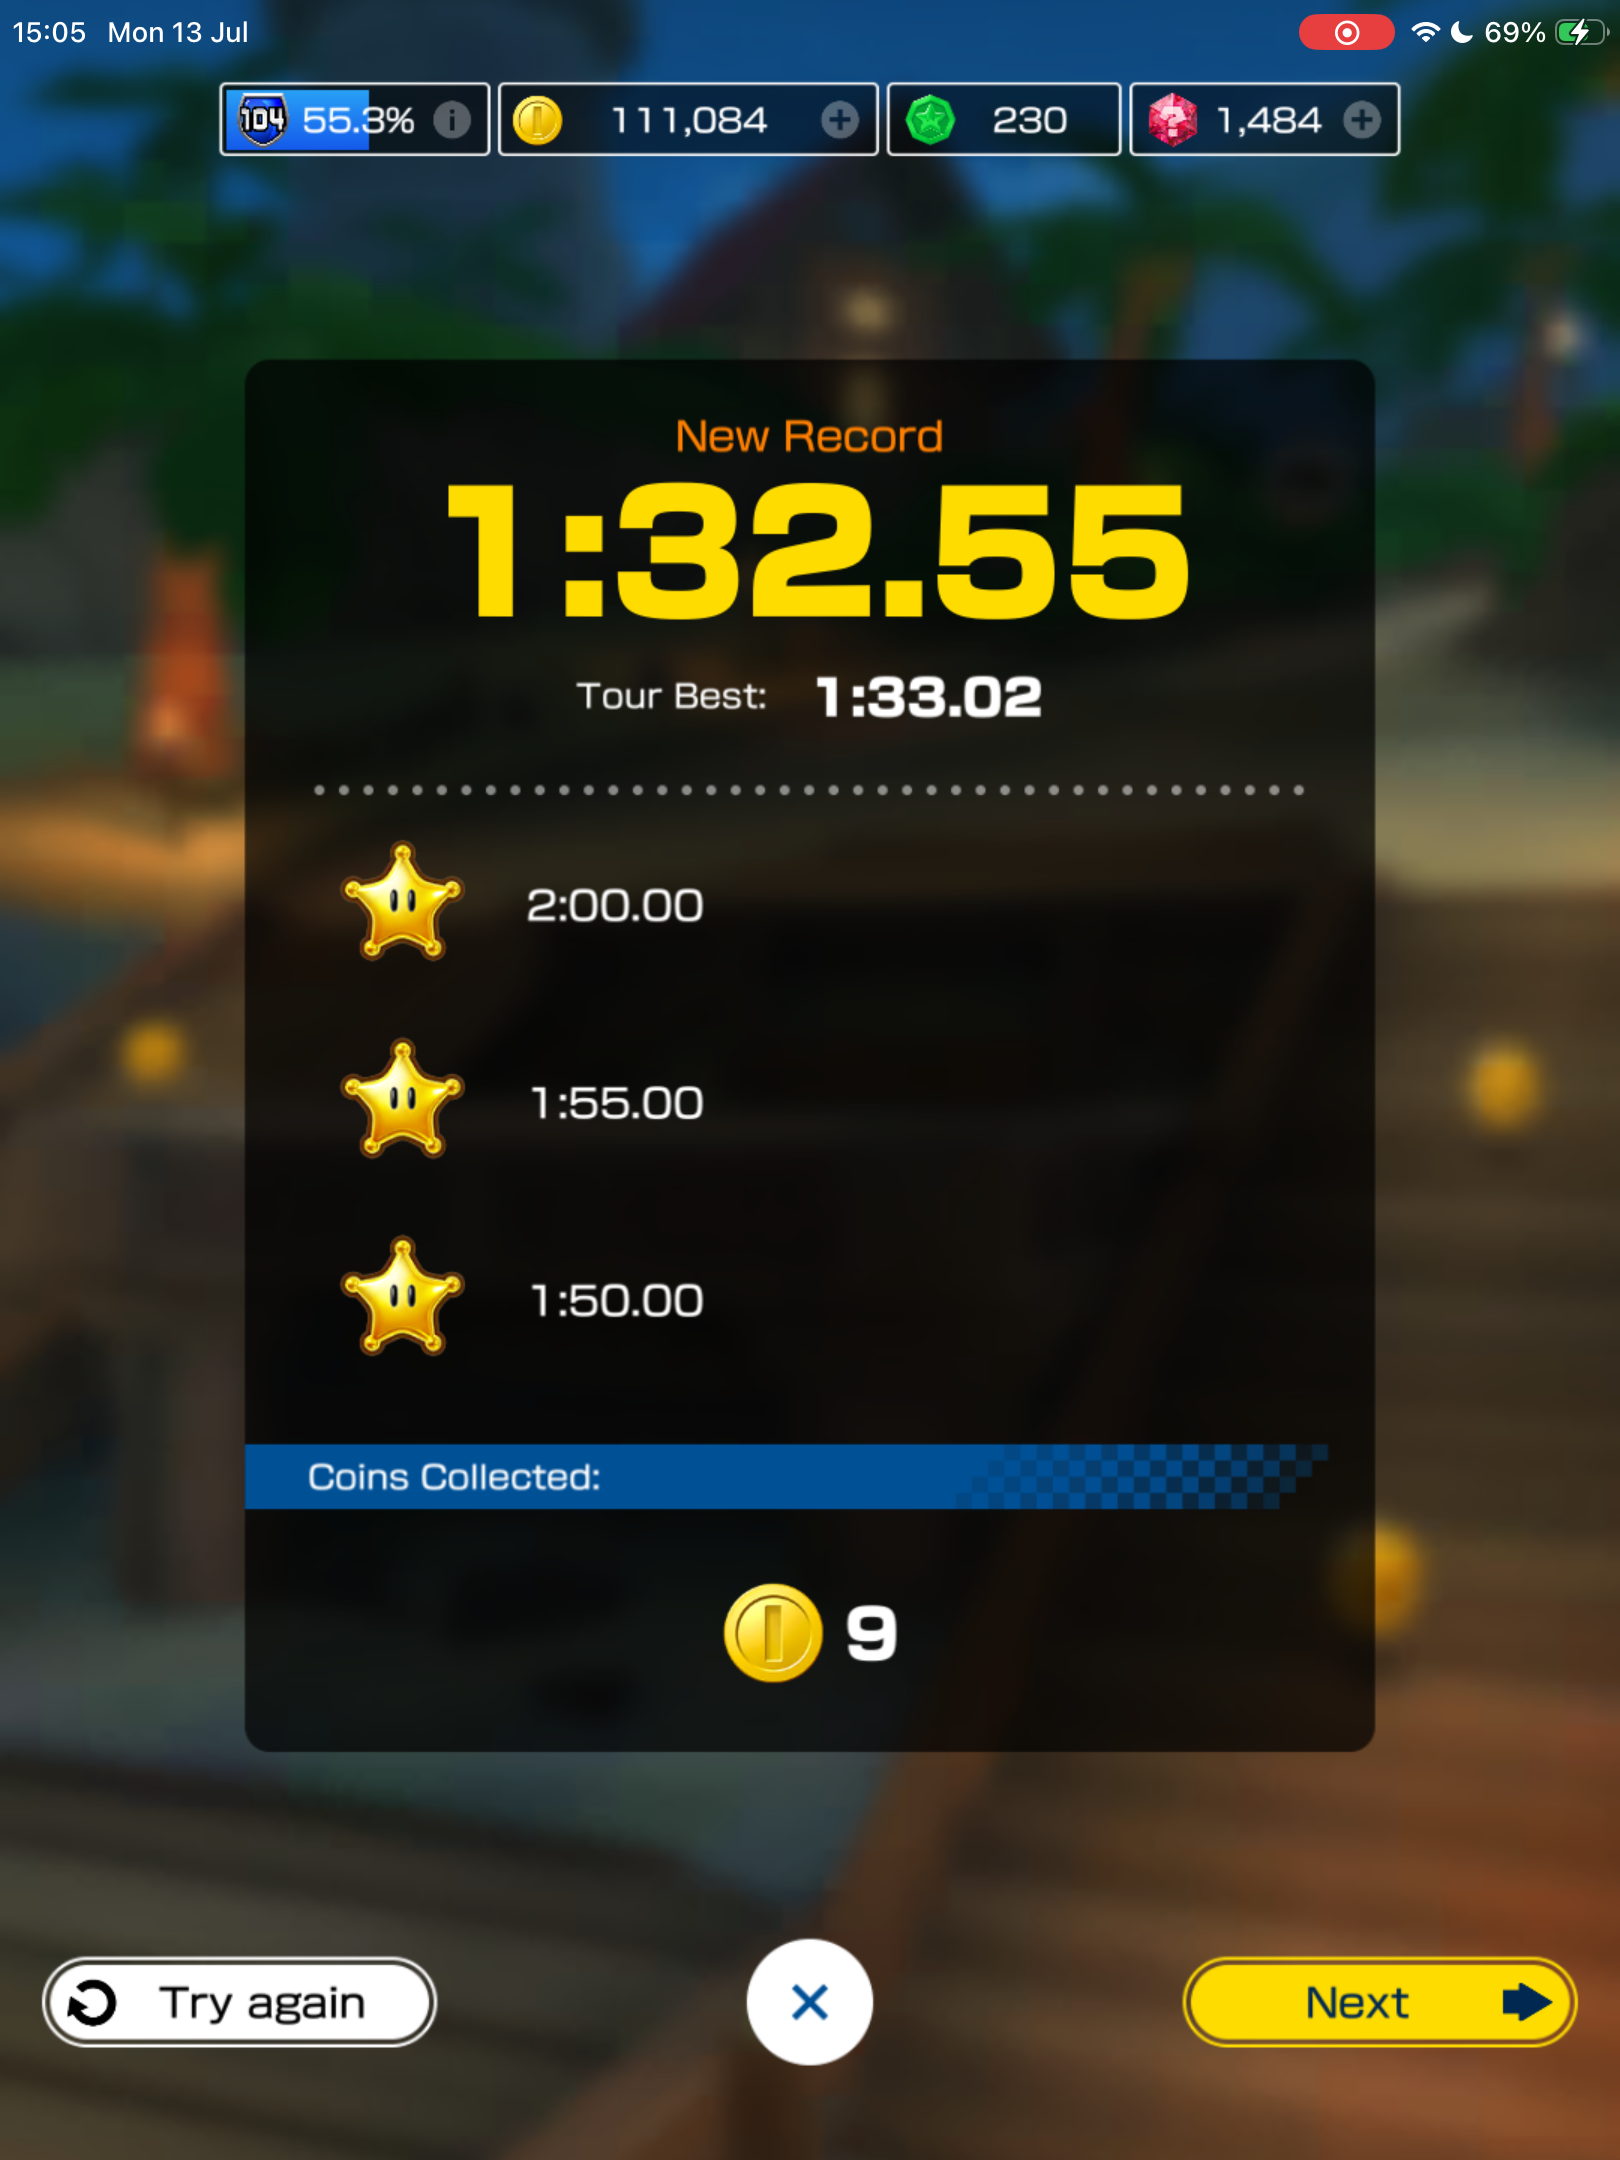 15:05 Mon 13 Jul 69%
104 55.3% i 111,084 + 230 ? 1,484 +
New Record
1:32.55
Tour Best: 1:33.02
2:00.00
1:55.00
1:50.00
Coins Collected:
9
Try again × Next